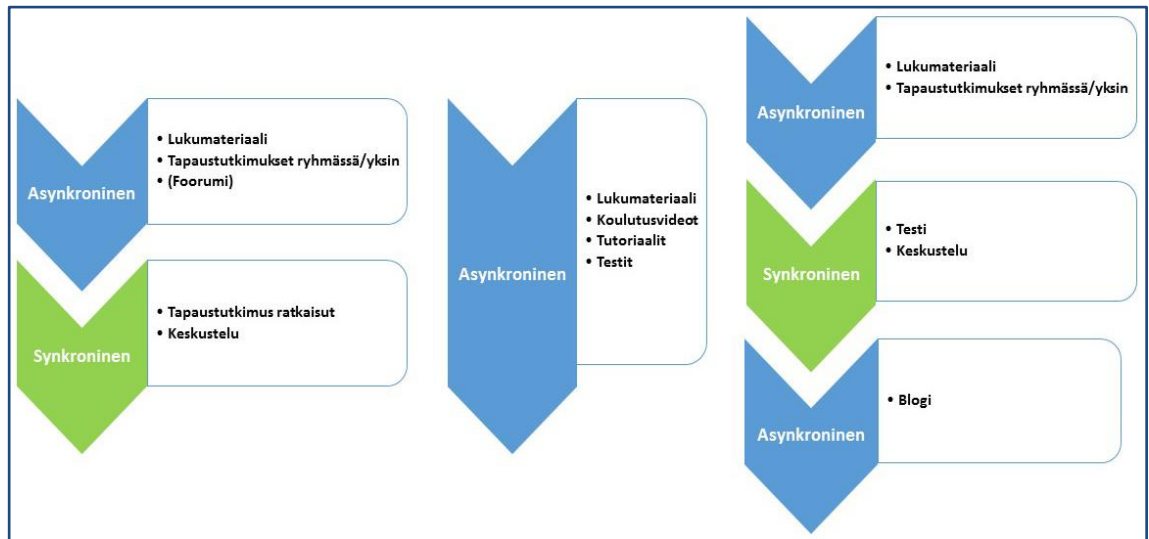 Asynkroninen
• Lukumateriaali
• Tapaustutkimukset ryhmässä/yksin
• (Foorumi)
Synkroninen
• Tapaustutkimus ratkaisut
• Keskustelu
Asynkroninen
• Lukumateriaali
• Koulutusvideot
• Tutoriaalit
• Testit
Asynkroninen
• Lukumateriaali
• Tapaustutkimukset ryhmässä/yksin
Synkroninen
• Testi
• Keskustelu
Asynkroninen
• Blogi